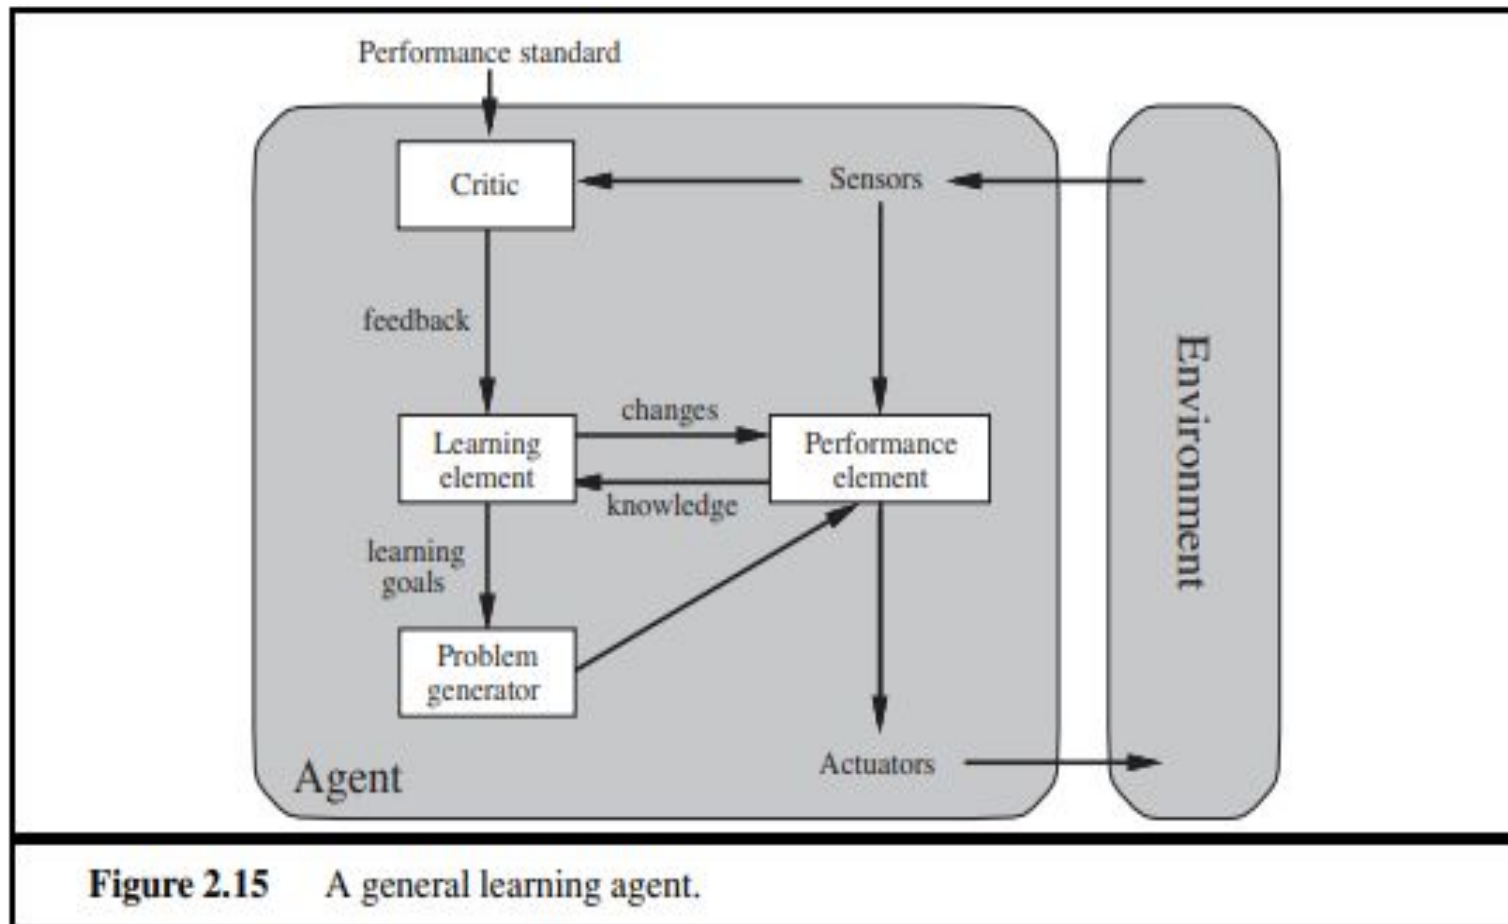 Performance standard
Critic
Sensors
feedback
changes
Learning
element
Performance
element
knowledge
learning
goals
Problem
generator
Actuators
Agent
Environment
Figure 2.15 A general learning agent.